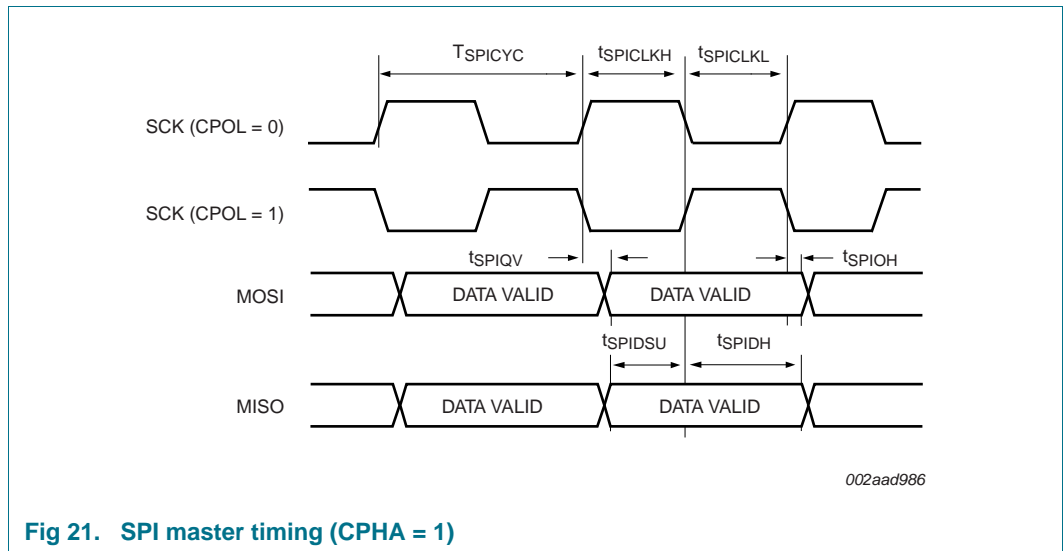 TSPICYC tSPICLKH tSPICLKL
SCK (CPOL = 0)
SCK (CPOL = 1)
tSPIQV tSPIOH
MOSI DATA VALID DATA VALID
tSPIDSU tSPIDH
MISO DATA VALID DATA VALID
002aad986
Fig 21. SPI master timing (CPHA = 1)